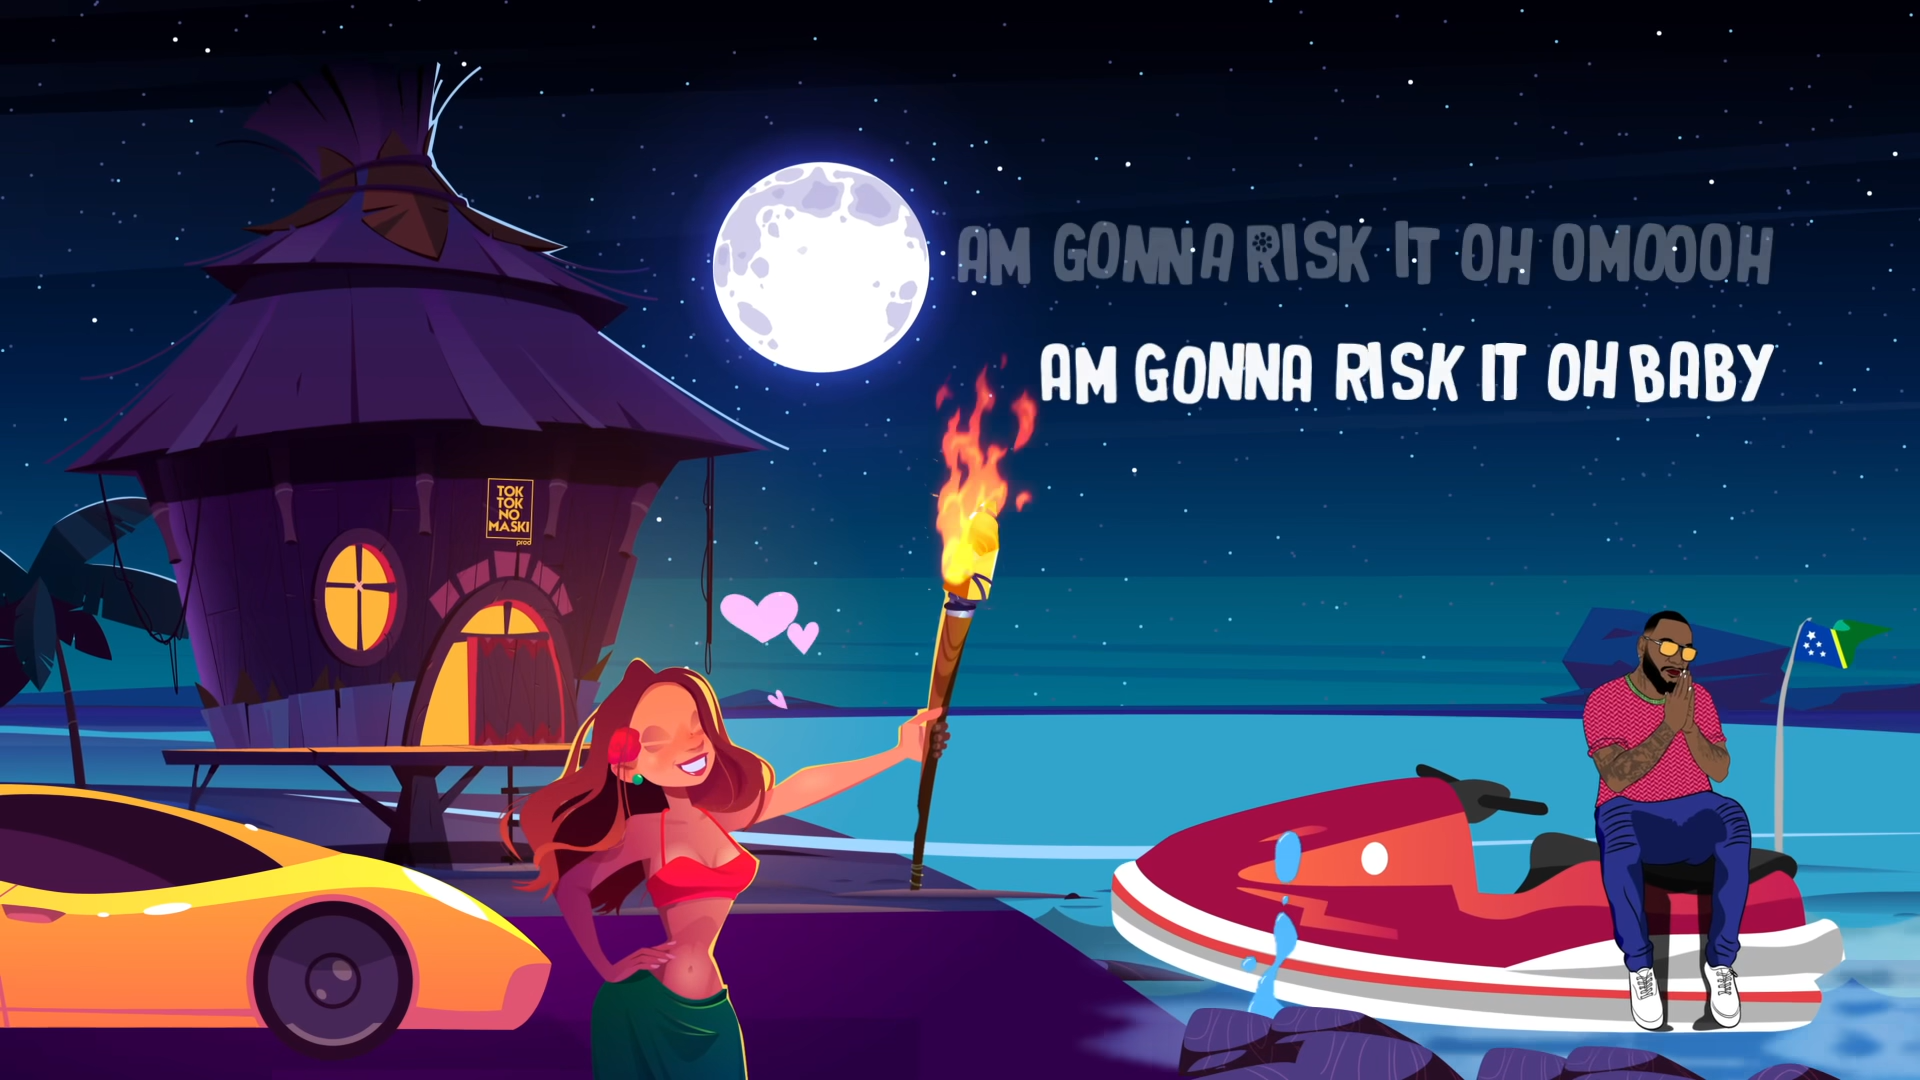 AM GONNA RISK IT OH OMOOOH
AM GONNA RISK IT OH BABY
TOK
TOK
NO
MASKI
prod